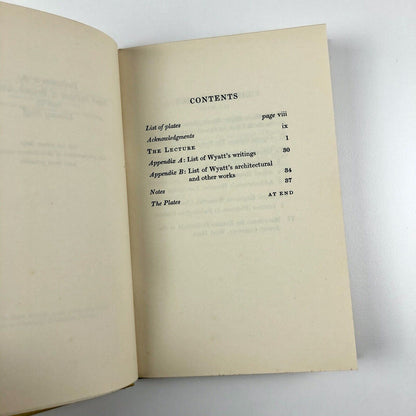 CONTENTS
List of plates page viii
Acknowledgments ix
THE LECTURE 1
Appendix A: List of Wyatt's writings 30
Appendix B: List of Wyatt's architectural
and other works 34
Notes 37
The Plates AT END